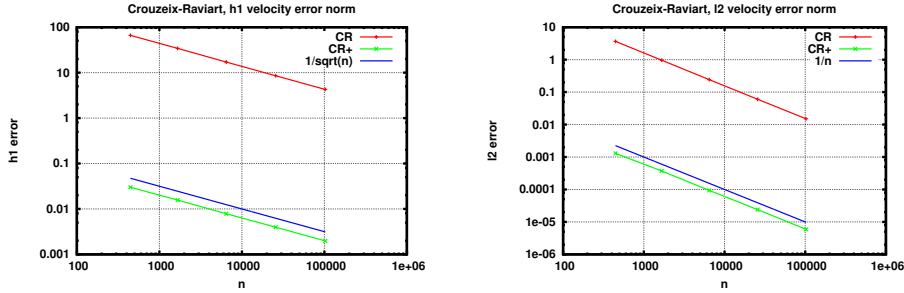 Crouzeix-Raviart, h1 velocity error norm
100
10
1
0.1
0.01
0.001
h1 error
CR
CR+
1/sqrt(n)
100
1000
10000
100000
1e+06
n
Crouzeix-Raviart, l2 velocity error norm
10
1
0.1
0.01
0.001
0.0001
1e-05
1e-06
l2 error
CR
CR+
1/n
100
1000
10000
100000
1e+06
n